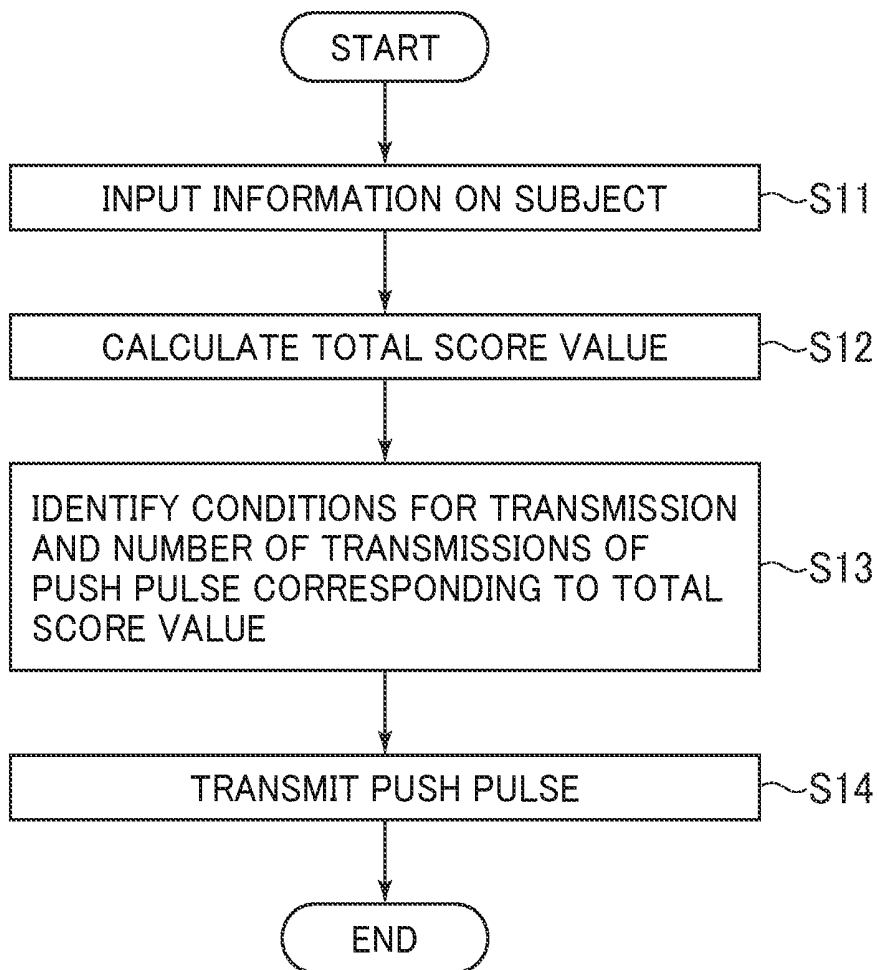 START
INPUT INFORMATION ON SUBJECT
S11
CALCULATE TOTAL SCORE VALUE
S12
IDENTIFY CONDITIONS FOR TRANSMISSION
AND NUMBER OF TRANSMISSIONS OF
PUSH PULSE CORRESPONDING TO TOTAL
SCORE VALUE
S13
TRANSMIT PUSH PULSE
S14
END